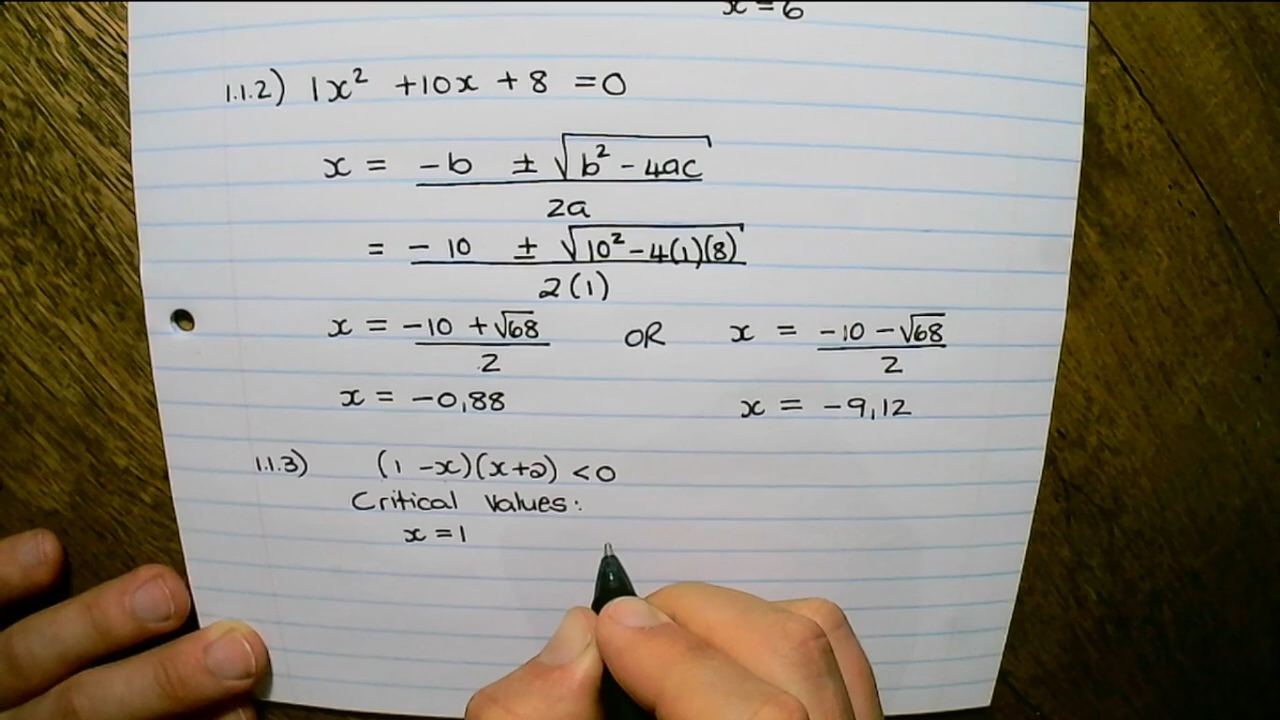 x = 6
1.1.2) 1x² +10x +8 =0
x = (-b ± √(b² - 4ac)) / 2a
= (-10 ± √(10² - 4(1)(8))) / 2(1)
x = (-10 + √68) / 2 OR x = (-10 - √68) / 2
x = -0,88 x = -9,12
1.1.3) (1 -x)(x+2) <0
Critical Values:
x = 1